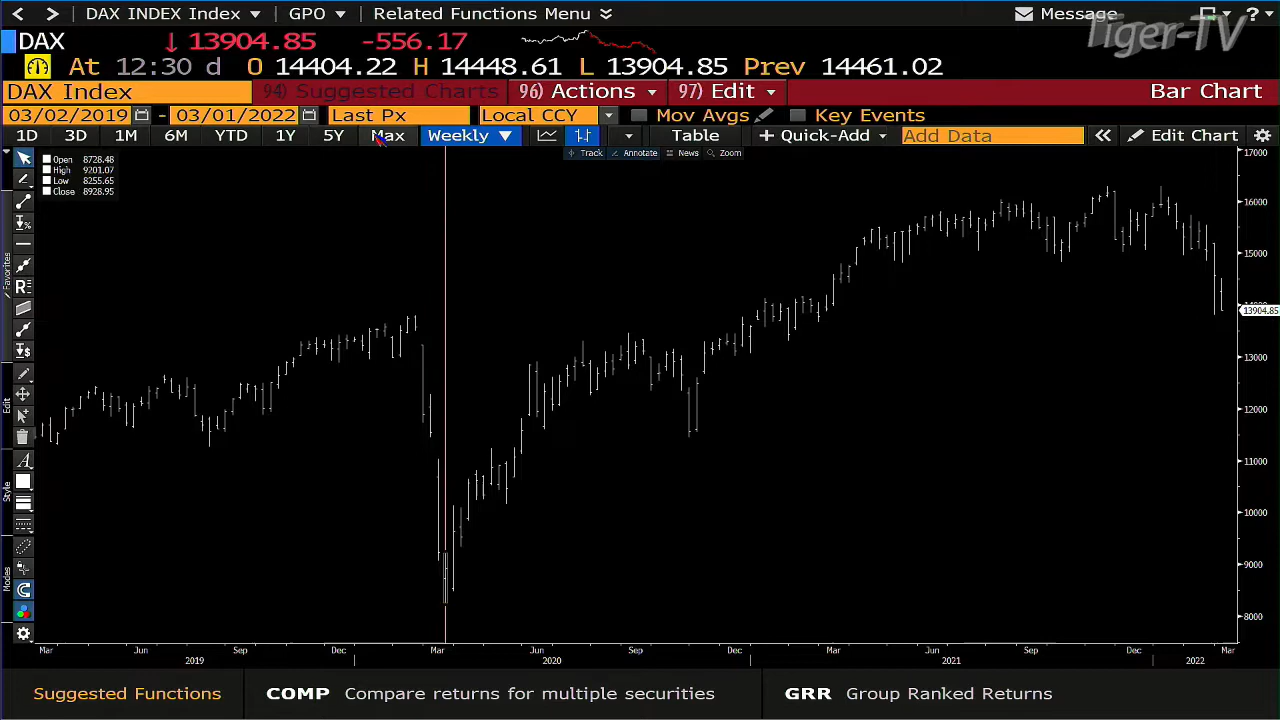 DAX INDEX Index GPO Related Functions Menu Message ?
Tiger-TV
DAX ↓ 13904.85 -556.17
At 12:30 d O 14404.22 H 14448.61 L 13904.85 Prev 14461.02
DAX Index 94) Suggested Charts 96) Actions 97) Edit Bar Chart
03/02/2019 - 03/01/2022 Last Px Local CCY Mov Avgs Key Events
1D 3D 1M 6M YTD 1Y 5Y Max Weekly ▼ Table + Quick-Add Add Data « Edit Chart
Track Annotate News Zoom
Open 8728.48
High 9201.07
Low 8255.65
Close 8928.95
Favorites
Edit
Style
Modes
17000
16000
15000
13904.85
13000
12000
11000
10000
9000
8000
Mar Jun Sep Dec Mar Jun Sep Dec Mar Jun Sep Dec Mar
2019 2020 2021 2022
Suggested Functions COMP Compare returns for multiple securities GRR Group Ranked Returns